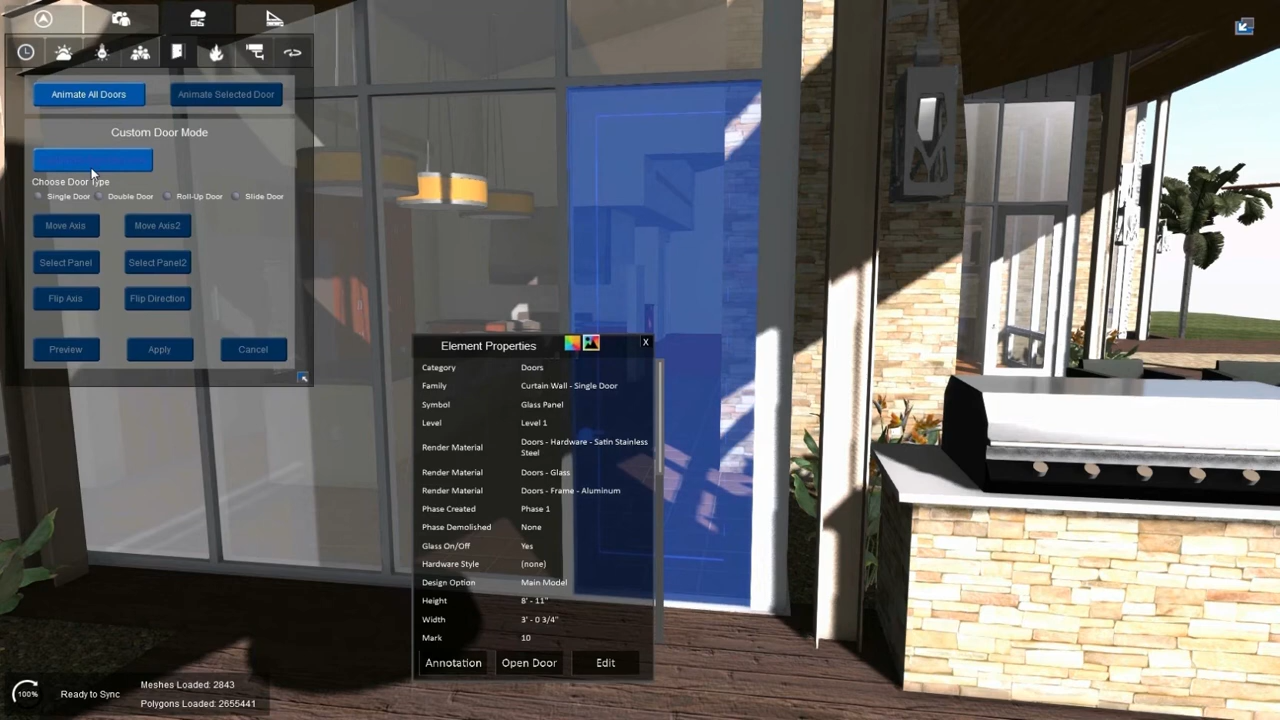 Animate All Doors
Animate Selected Door
Custom Door Mode
Choose Door Type
Single Door
Double Door
Roll-Up Door
Slide Door
Move Axis
Move Axis2
Select Panel
Select Panel2
Flip Axis
Flip Direction
Preview
Apply
Cancel
Element Properties
X
Category Doors
Family Curtain Wall - Single Door
Symbol Glass Panel
Level Level 1
Render Material Doors - Hardware - Satin Stainless
Steel
Render Material Doors - Glass
Render Material Doors - Frame - Aluminum
Phase Created Phase 1
Phase Demolished None
Glass On/Off Yes
Hardware Style (none)
Design Option Main Model
Height 8' - 11"
Width 3' - 0 3/4"
Mark 10
Annotation
Open Door
Edit
100%
Ready to Sync
Meshes Loaded: 2843
Polygons Loaded: 2655441